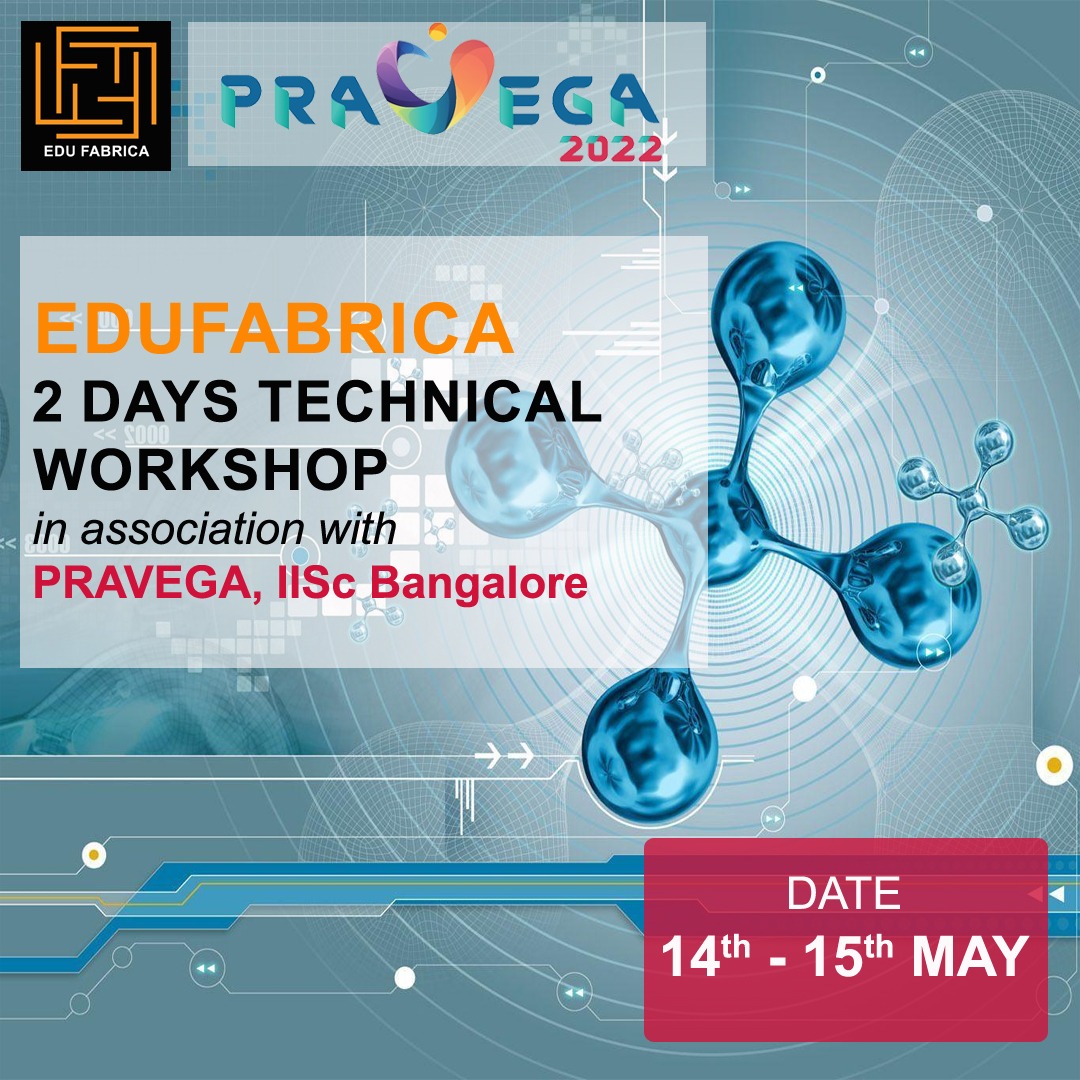 EDU FABRICA
PRAVEGA
2022
EDUFABRICA
2 DAYS TECHNICAL
WORKSHOP
in association with
PRAVEGA, IISc Bangalore
DATE
14th - 15th MAY